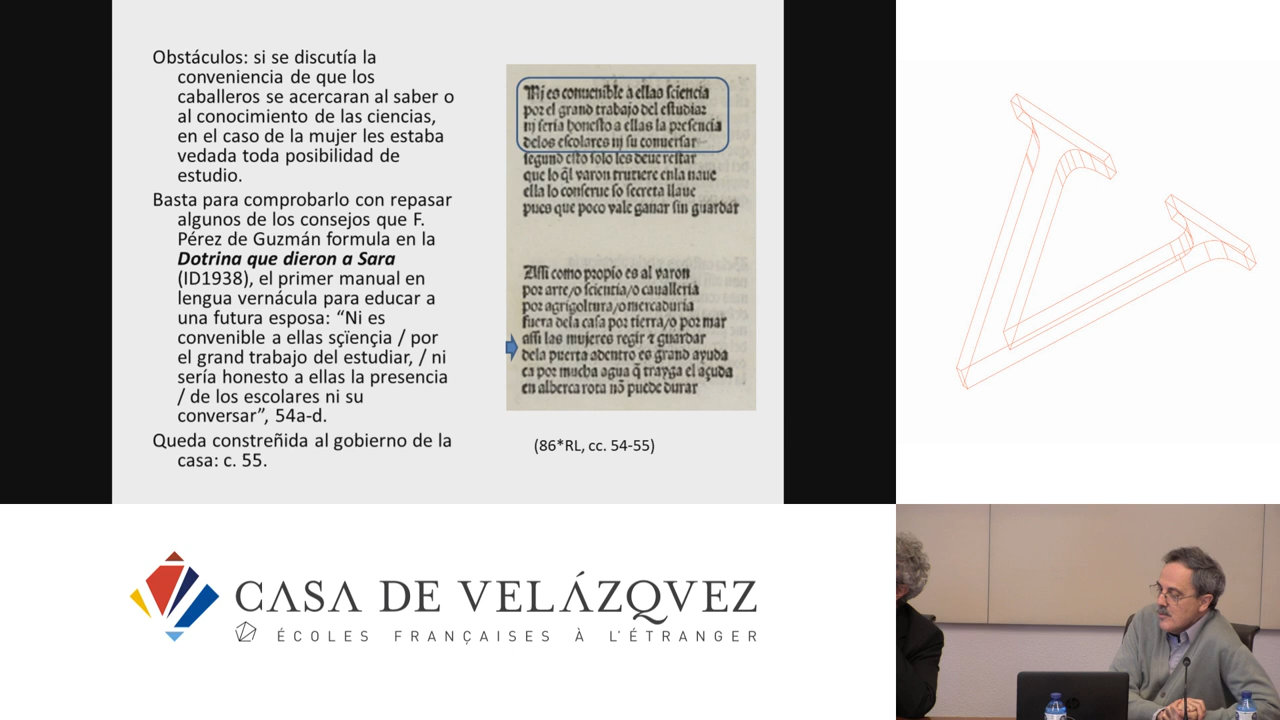 Obstáculos: si se discutía la
conveniencia de que los
caballeros se acercaran al saber o
al conocimiento de las ciencias,
en el caso de la mujer les estaba
vedada toda posibilidad de
estudio.
Basta para comprobarlo con repasar
algunos de los consejos que F.
Pérez de Guzmán formula en la
Dotrina que dieron a Sara
(ID1938), el primer manual en
lengua vernácula para educar a
una futura esposa: “Ni es
convenible a ellas sçïençia / por
el grand trabajo del estudiar, / ni
sería honesto a ellas la presencia
/ de los escolares ni su
conversar”, 54a-d.
Queda constreñida al gobierno de la
casa: c. 55.
Ni es conuenible a ellas sciencia
por el grand trabajo del estudiar
ni seria honesto a ellas la presencia
delos escolares ni su conuersar
segund esto solo les deue restar
que lo q̃l varon truxiere enla naue
ella lo conserue so secreta llaue
pues que poco vale ganar sin guardar
Assi como propio es al varon
por arte/o scientia/o caualleria
por agricoltura/o mercaduria
fuera dela casa por tierra/o por mar
assi las mujeres regir ⁊ guardar
dela puerta adentro es grand ayuda
ca por mucha agua q̃ trayga el açuda
en alberca rota nõ puede durar
(86*RL, cc. 54-55)
CASA DE VELÁZQVEZ
ÉCOLES FRANÇAISES À L'ÉTRANGER
hp